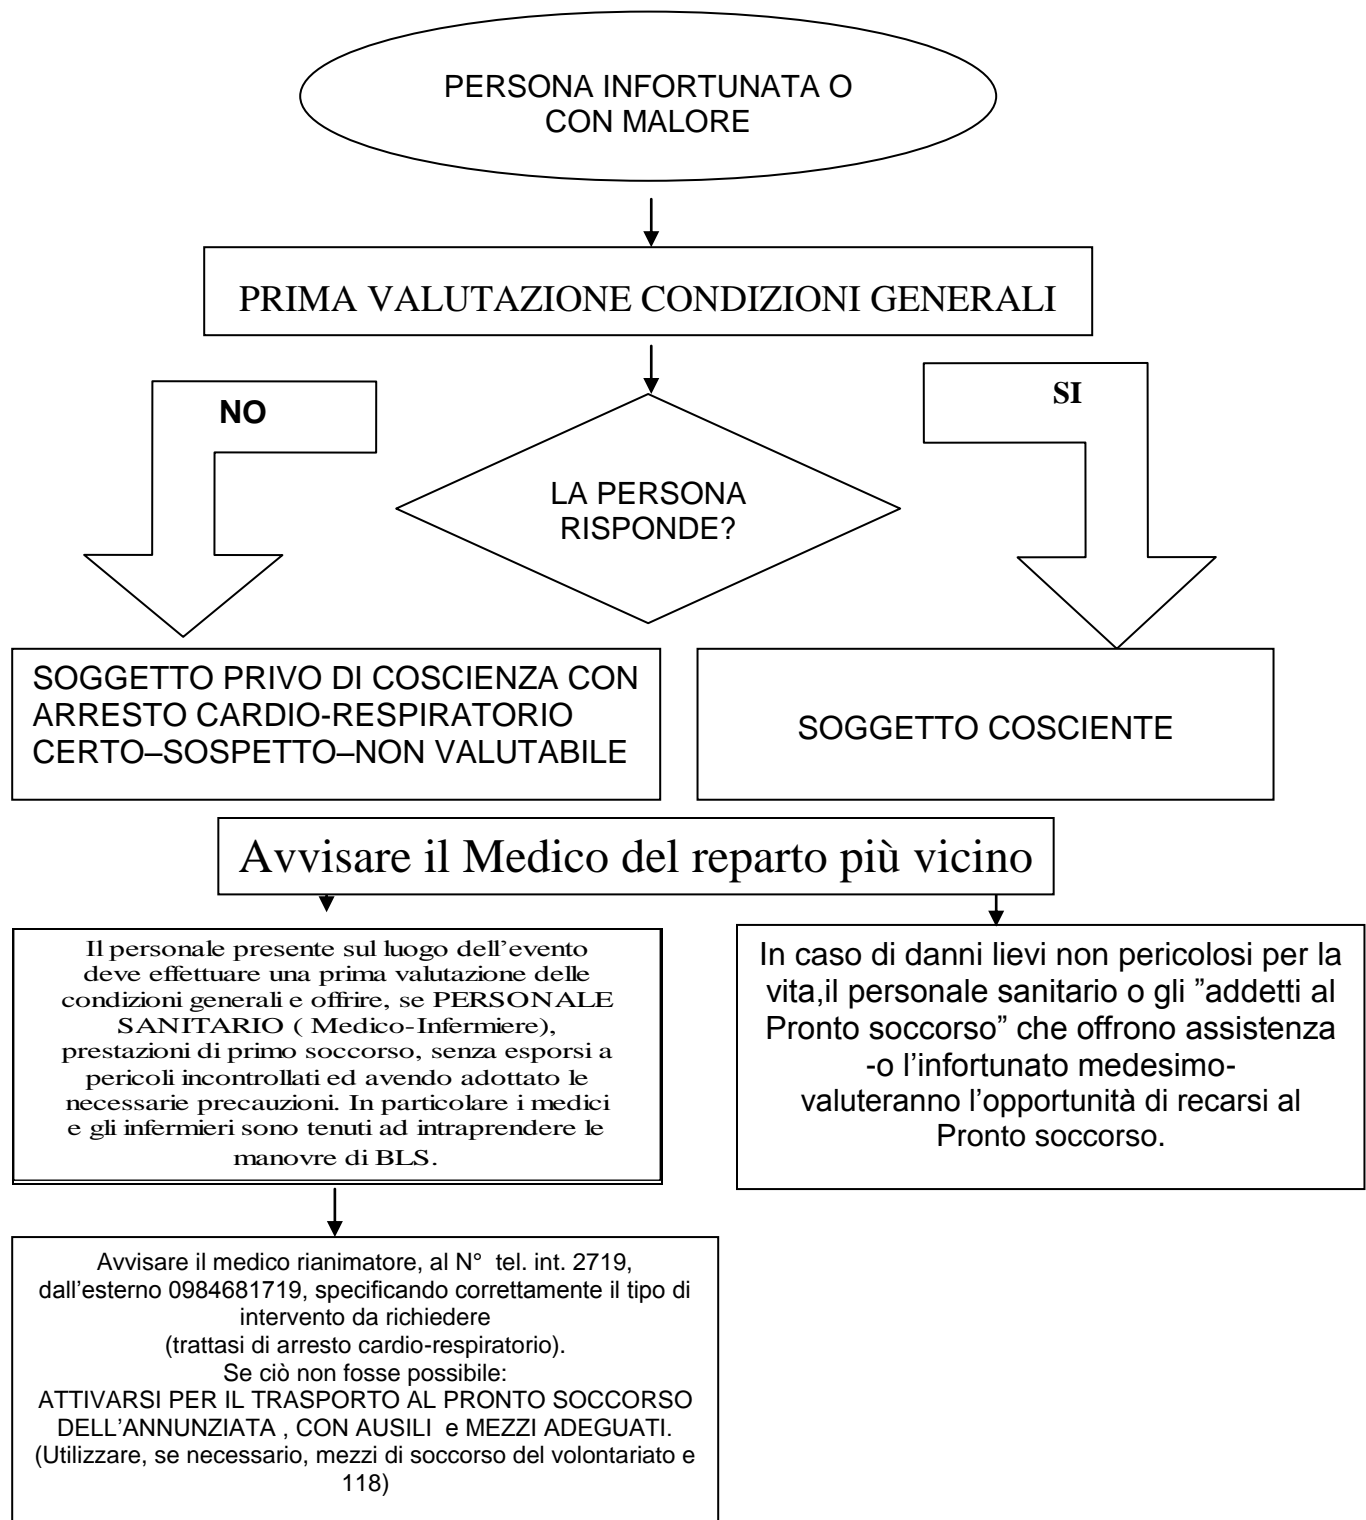 PERSONA INFORTUNATA O
CON MALORE
PRIMA VALUTAZIONE CONDIZIONI GENERALI
NO
SI
LA PERSONA
RISPONDE?
SOGGETTO PRIVO DI COSCIENZA CON
ARRESTO CARDIO-RESPIRATORIO
CERTO–SOSPETTO–NON VALUTABILE
SOGGETTO COSCIENTE
Avvisare il Medico del reparto più vicino
Il personale presente sul luogo dell’evento
deve effettuare una prima valutazione delle
condizioni generali e offrire, se PERSONALE
SANITARIO ( Medico-Infermiere),
prestazioni di primo soccorso, senza esporsi a
pericoli incontrollati ed avendo adottato le
necessarie precauzioni. In particolare i medici
e gli infermieri sono tenuti ad intraprendere le
manovre di BLS.
In caso di danni lievi non pericolosi per la
vita,il personale sanitario o gli ”addetti al
Pronto soccorso” che offrono assistenza
-o l’infortunato medesimo-
valuteranno l’opportunità di recarsi al
Pronto soccorso.
Avvisare il medico rianimatore, al N° tel. int. 2719,
dall’esterno 0984681719, specificando correttamente il tipo di
intervento da richiedere
(trattasi di arresto cardio-respiratorio).
Se ciò non fosse possibile:
ATTIVARSI PER IL TRASPORTO AL PRONTO SOCCORSO
DELL’ANNUNZIATA , CON AUSILI e MEZZI ADEGUATI.
(Utilizzare, se necessario, mezzi di soccorso del volontariato e
118)